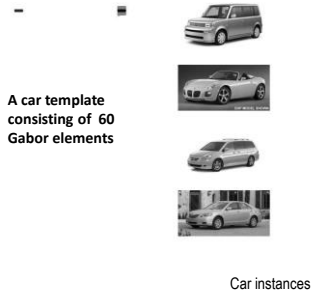 A car template
consisting of 60
Gabor elements
Car instances